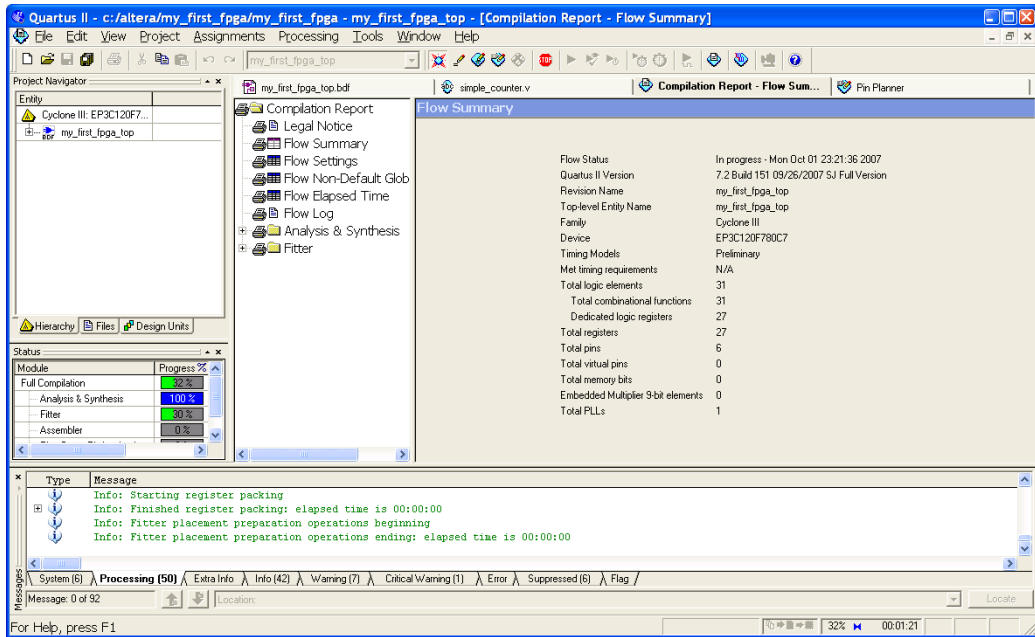 Quartus II - c:/altera/my_first_fpga/my_first_fpga - my_first_fpga_top - [Compilation Report - Flow Summary]
File Edit View Project Assignments Processing Tools Window Help
my_first_fpga_top
Project Navigator
Entity
Cyclone III: EP3C120F7...
my_first_fpga_top
Hierarchy Files Design Units
Status
Module Progress %
Full Compilation 32 %
Analysis & Synthesis 100 %
Fitter 30 %
Assembler 0 %
my_first_fpga_top.bdf simple_counter.v Compilation Report - Flow Sum... Pin Planner
Compilation Report
Legal Notice
Flow Summary
Flow Settings
Flow Non-Default Glob
Flow Elapsed Time
Flow Log
Analysis & Synthesis
Fitter
Flow Summary
Flow Status In progress - Mon Oct 01 23:21:36 2007
Quartus II Version 7.2 Build 151 09/26/2007 SJ Full Version
Revision Name my_first_fpga_top
Top-level Entity Name my_first_fpga_top
Family Cyclone III
Device EP3C120F780C7
Timing Models Preliminary
Met timing requirements N/A
Total logic elements 31
Total combinational functions 31
Dedicated logic registers 27
Total registers 27
Total pins 6
Total virtual pins 0
Total memory bits 0
Embedded Multiplier 9-bit elements 0
Total PLLs 1
Messages
Type Message
Info: Starting register packing
Info: Finished register packing: elapsed time is 00:00:00
Info: Fitter placement preparation operations beginning
Info: Fitter placement preparation operations ending: elapsed time is 00:00:00
System (6) Processing (50) Extra Info Info (42) Warning (7) Critical Warning (1) Error Suppressed (6) Flag
Message: 0 of 92 Location: Locate
For Help, press F1 32% 00:01:21